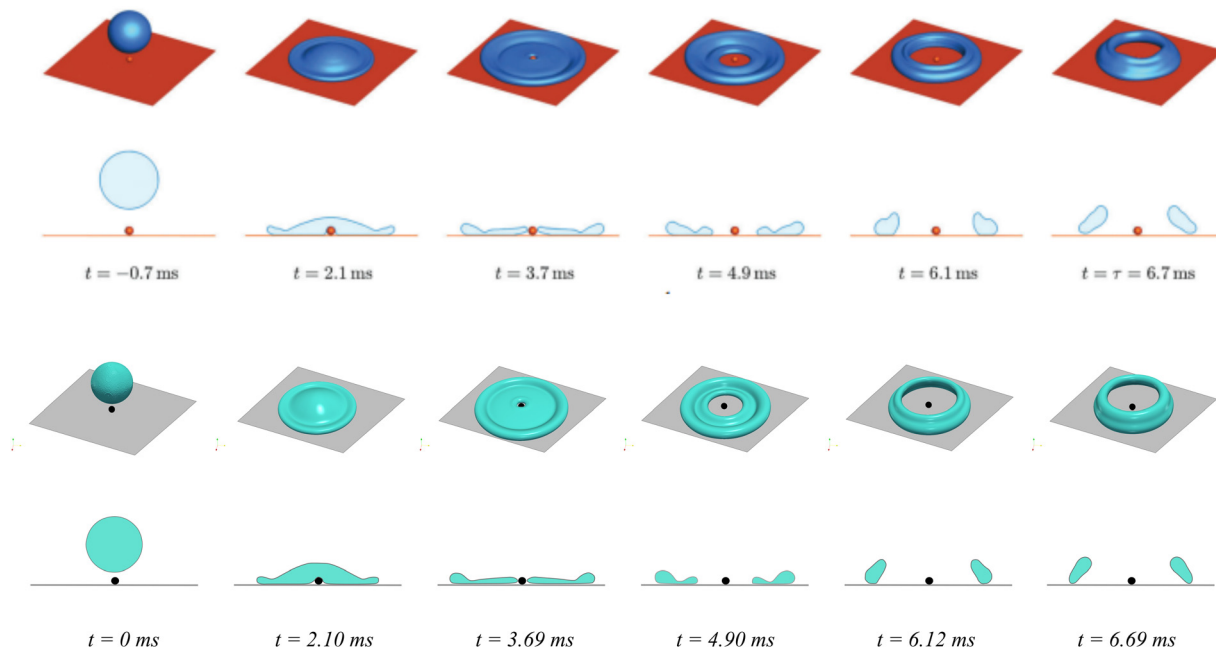 t = −0.7 ms t = 2.1 ms t = 3.7 ms t = 4.9 ms t = 6.1 ms t = τ = 6.7 ms
t = 0 ms t = 2.10 ms t = 3.69 ms t = 4.90 ms t = 6.12 ms t = 6.69 ms